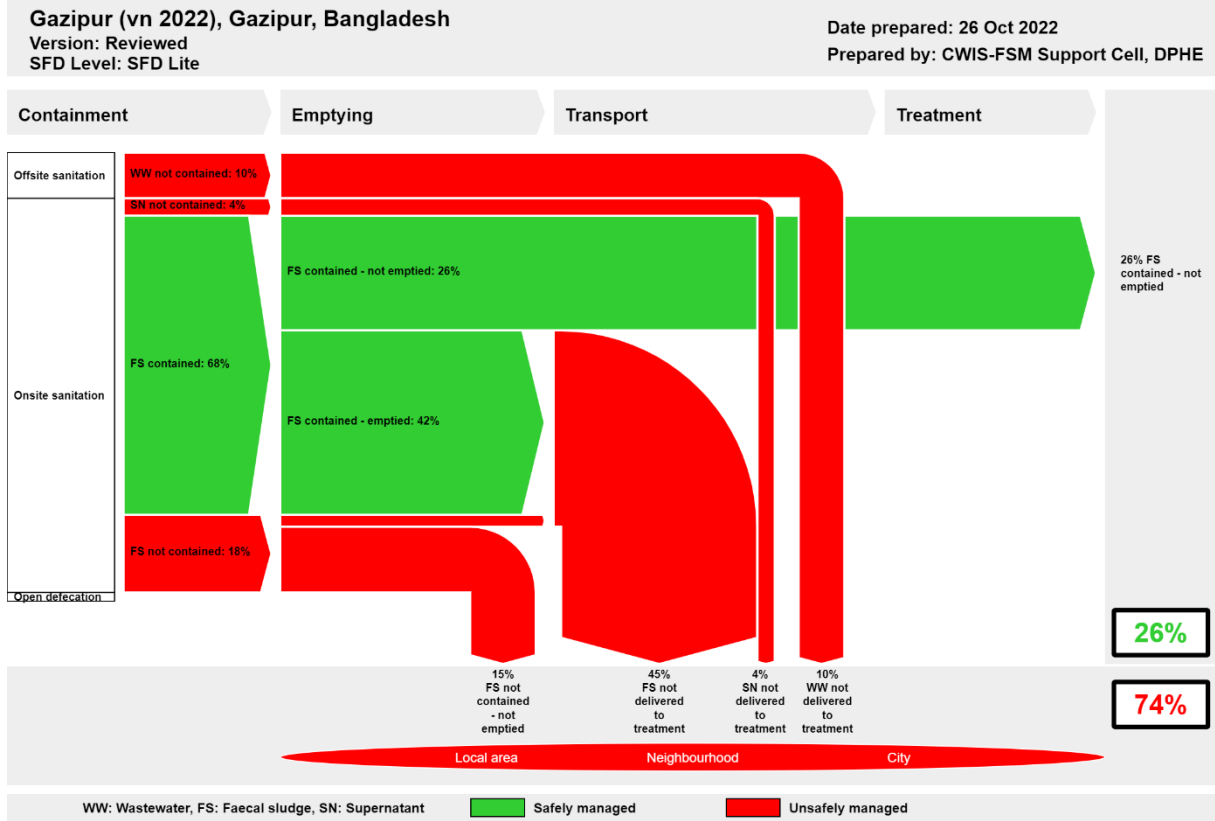 Gazipur (vn 2022), Gazipur, Bangladesh
Version: Reviewed
SFD Level: SFD Lite
Date prepared: 26 Oct 2022
Prepared by: CWIS-FSM Support Cell, DPHE
Containment
Emptying
Transport
Treatment
Offsite sanitation
WW not contained: 10%
SN not contained: 4%
FS contained - not emptied: 26%
26% FS
contained - not
emptied
FS contained: 68%
Onsite sanitation
FS contained - emptied: 42%
FS not contained: 18%
Open defecation
26%
15%
FS not
contained
- not
emptied
45%
FS not
delivered
to
treatment
4%
SN not
delivered
to
treatment
10%
WW not
delivered
to
treatment
74%
Local area
Neighbourhood
City
WW: Wastewater, FS: Faecal sludge, SN: Supernatant
Safely managed
Unsafely managed